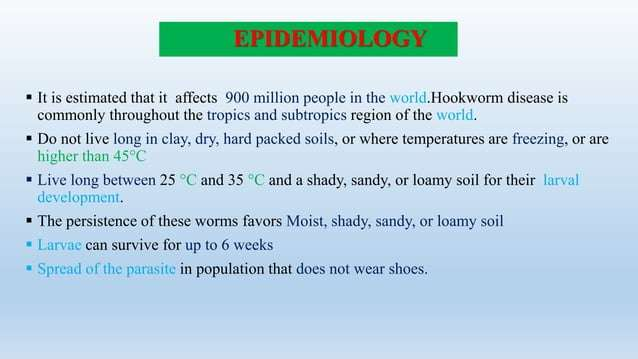 EPIDEMIOLOGY
▪ It is estimated that it affects 900 million people in the world.Hookworm disease is
commonly throughout the tropics and subtropics region of the world.
▪ Do not live long in clay, dry, hard packed soils, or where temperatures are freezing, or are
higher than 45°C
▪ Live long between 25 °C and 35 °C and a shady, sandy, or loamy soil for their larval
development.
▪ The persistence of these worms favors Moist, shady, sandy, or loamy soil
▪ Larvae can survive for up to 6 weeks
▪ Spread of the parasite in population that does not wear shoes.